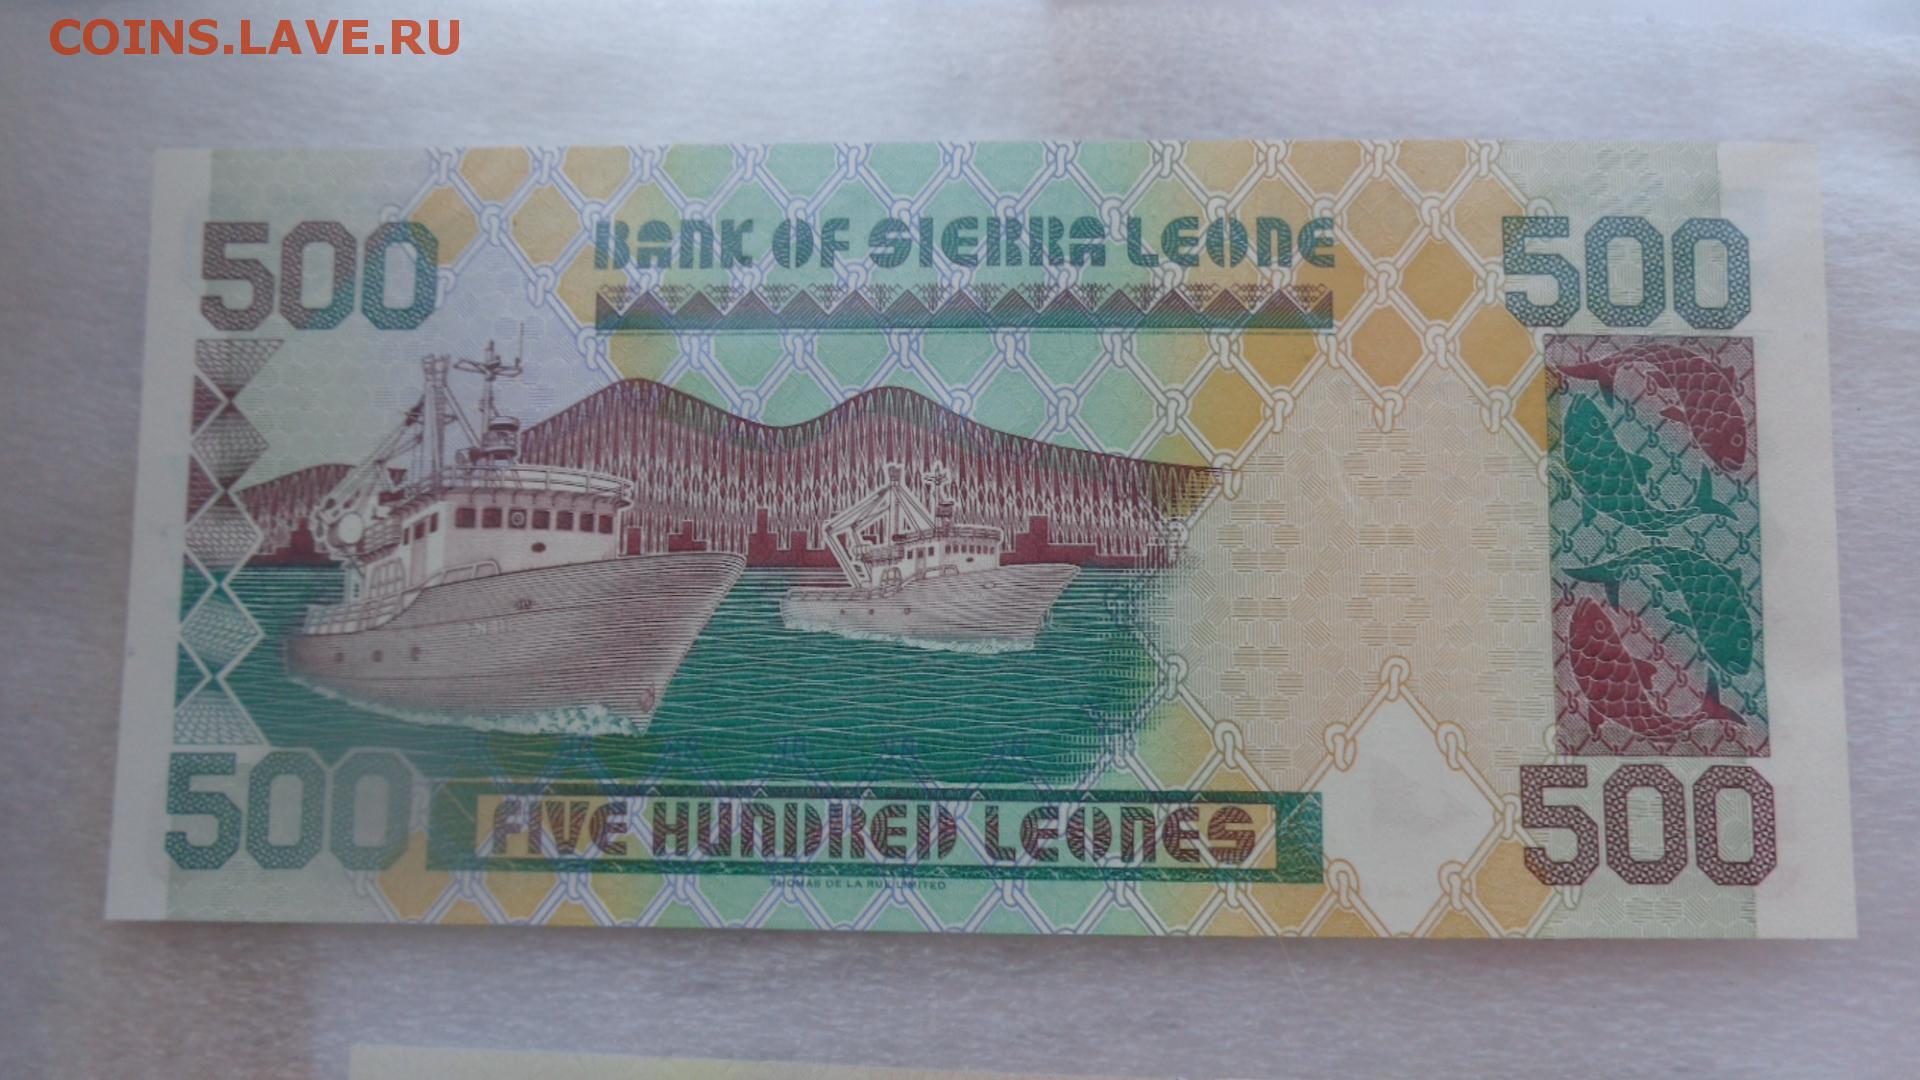 COINS.LAVE.RU
500 BANK OF SIERRA LEONE 500
500 FIVE HUNDRED LEONES 500
THOMAS DE LA RUE LIMITED